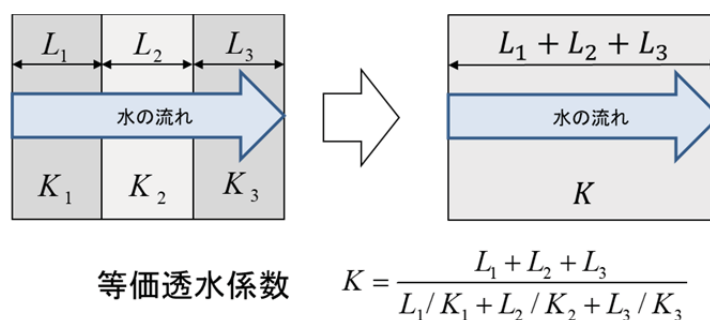 L₁ L₂ L₃
水の流れ
K₁ K₂ K₃
L₁ + L₂ + L₃
水の流れ
K
等価透水係数 K = (L₁ + L₂ + L₃) / (L₁/K₁ + L₂/K₂ + L₃/K₃)